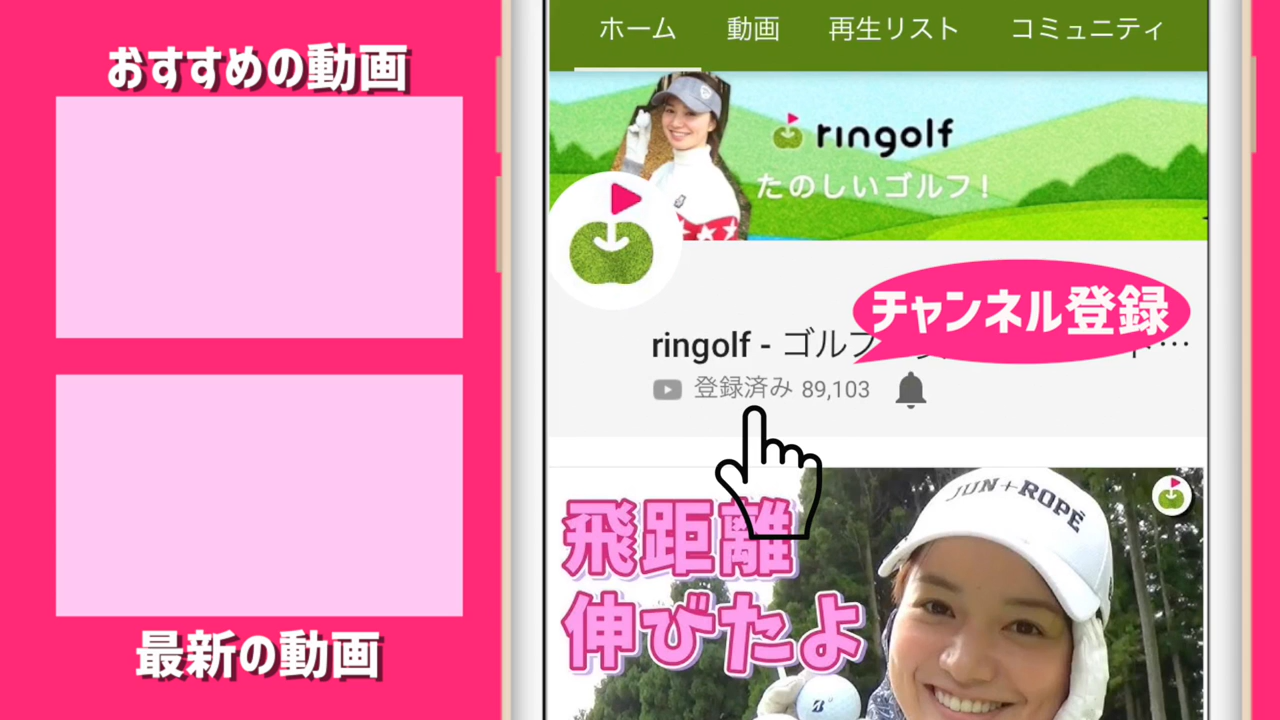 おすすめの動画
最新の動画
ホーム 動画 再生リスト コミュニティ
ringolf
たのしいゴルフ!
チャンネル登録
ringolf - ゴルフ
登録済み 89,103
JUN+ROPÉ
飛距離
伸びたよ
B